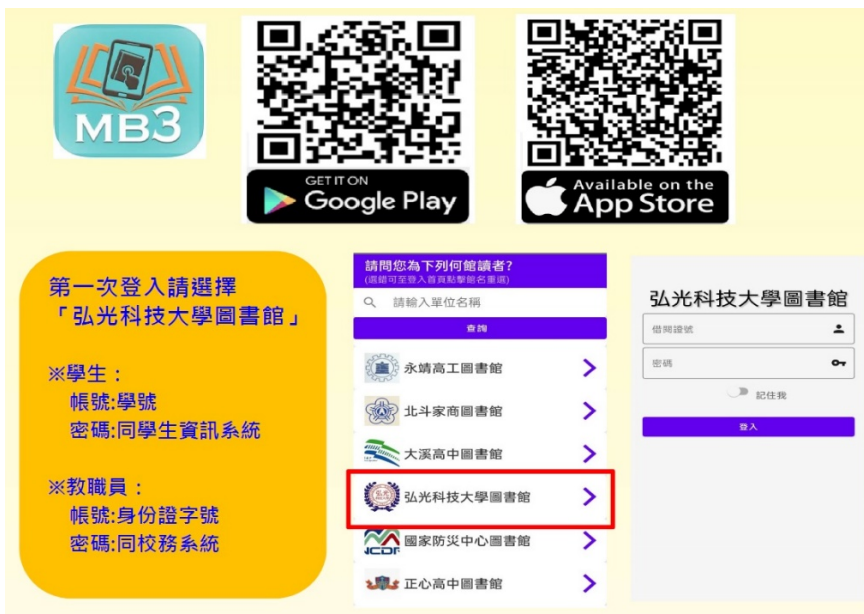 MB3
GET IT ON
Google Play
Available on the
App Store
第一次登入請選擇
「弘光科技大學圖書館」
※學生：
帳號:學號
密碼:同學生資訊系統
※教職員：
帳號:身份證字號
密碼:同校務系統
請問您為下列何館讀者?
(選錯可至登入首頁點擊館名重選)
請輸入單位名稱
查詢
永靖高工圖書館
北斗家商圖書館
大溪高中圖書館
弘光科技大學圖書館
國家防災中心圖書館
正心高中圖書館
弘光科技大學圖書館
借閱證號
密碼
記住我
登入